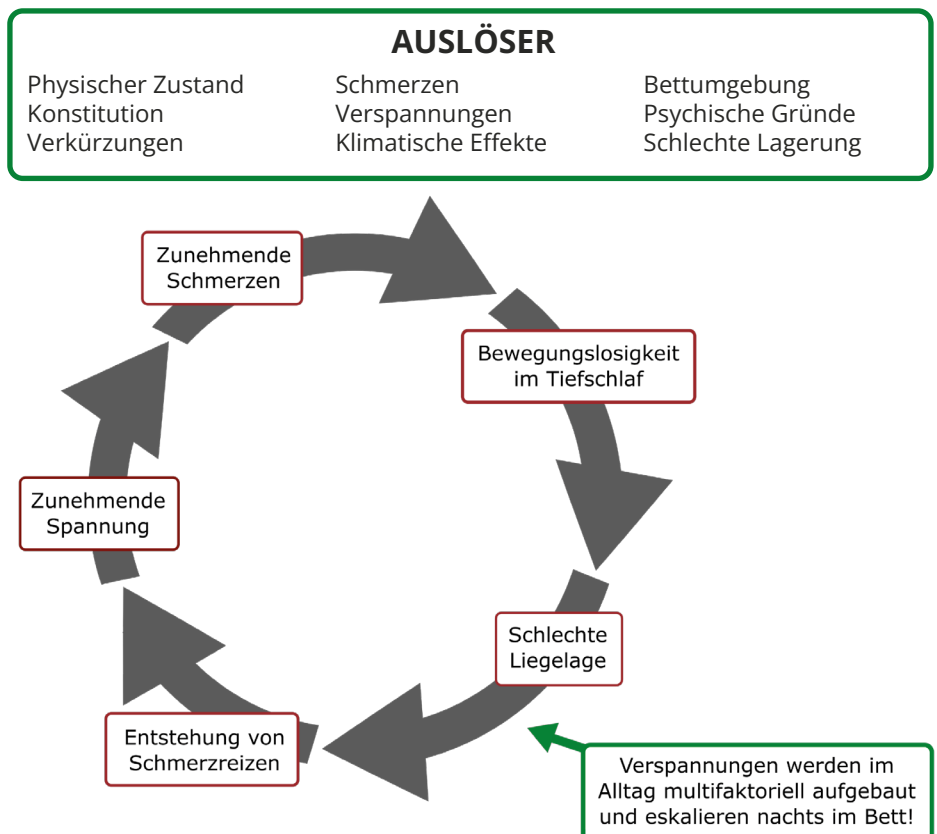 AUSLÖSER
Physischer Zustand
Konstitution
Verkürzungen
Schmerzen
Verspannungen
Klimatische Effekte
Bettumgebung
Psychische Gründe
Schlechte Lagerung
Zunehmende
Schmerzen
Bewegungslosigkeit
im Tiefschlaf
Schlechte
Liegelage
Entstehung von
Schmerzreizen
Zunehmende
Spannung
Verspannungen werden im
Alltag multifaktoriell aufgebaut
und eskalieren nachts im Bett!